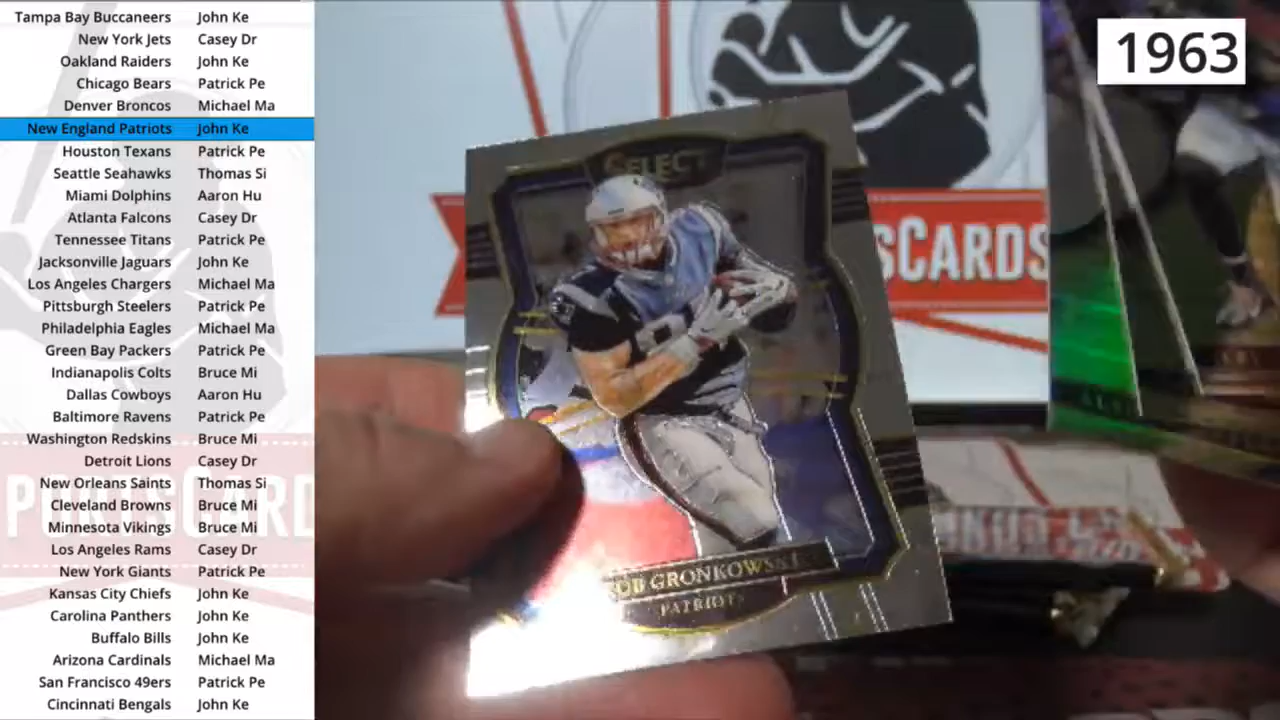 Tampa Bay Buccaneers John Ke
New York Jets Casey Dr
Oakland Raiders John Ke
Chicago Bears Patrick Pe
Denver Broncos Michael Ma
New England Patriots John Ke
Houston Texans Patrick Pe
Seattle Seahawks Thomas Si
Miami Dolphins Aaron Hu
Atlanta Falcons Casey Dr
Tennessee Titans Patrick Pe
Jacksonville Jaguars John Ke
Los Angeles Chargers Michael Ma
Pittsburgh Steelers Patrick Pe
Philadelphia Eagles Michael Ma
Green Bay Packers Patrick Pe
Indianapolis Colts Bruce Mi
Dallas Cowboys Aaron Hu
Baltimore Ravens Patrick Pe
Washington Redskins Bruce Mi
Detroit Lions Casey Dr
New Orleans Saints Thomas Si
Cleveland Browns Bruce Mi
Minnesota Vikings Bruce Mi
Los Angeles Rams Casey Dr
New York Giants Patrick Pe
Kansas City Chiefs John Ke
Carolina Panthers John Ke
Buffalo Bills John Ke
Arizona Cardinals Michael Ma
San Francisco 49ers Patrick Pe
Cincinnati Bengals John Ke
1963
SELECT
OB GRONKOWSKI
PATRIOTS
SCARDS
PORTSCARD